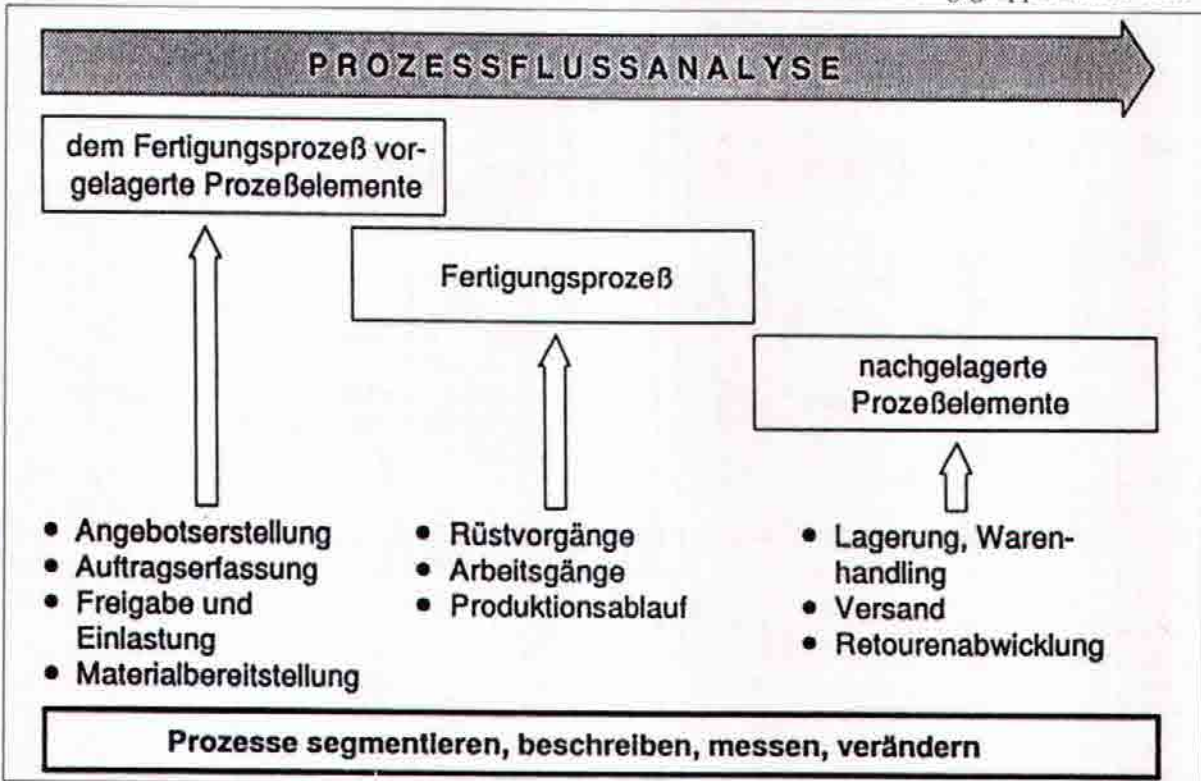 PROZESSFLUSSANALYSE
dem Fertigungsprozeß vor-
gelagerte Prozeßelemente
Fertigungsprozeß
nachgelagerte
Prozeßelemente
• Angebotserstellung
• Auftragserfassung
• Freigabe und
Einlastung
• Materialbereitstellung
• Rüstvorgänge
• Arbeitsgänge
• Produktionsablauf
• Lagerung, Waren-
handling
• Versand
• Retourenabwicklung
Prozesse segmentieren, beschreiben, messen, verändern